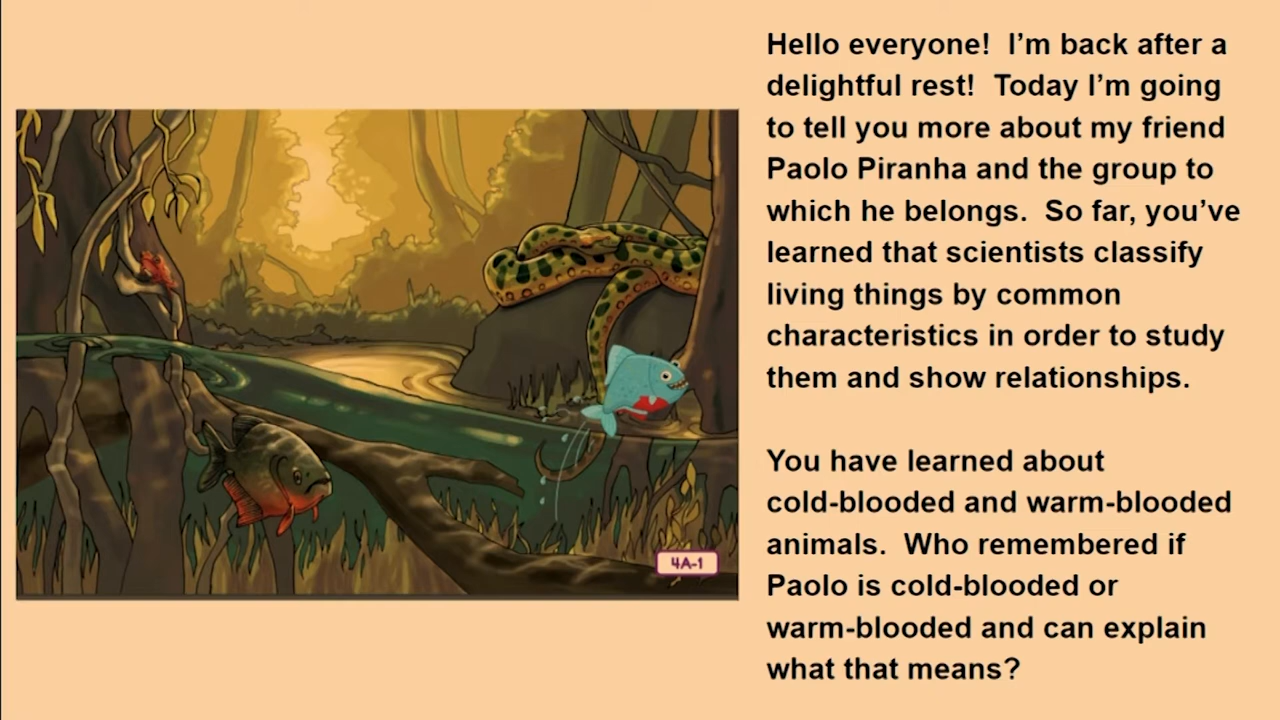 Hello everyone!  I’m back after a
delightful rest!  Today I’m going
to tell you more about my friend
Paolo Piranha and the group to
which he belongs.  So far, you’ve
learned that scientists classify
living things by common
characteristics in order to study
them and show relationships.
You have learned about
cold-blooded and warm-blooded
animals.  Who remembered if
Paolo is cold-blooded or
warm-blooded and can explain
what that means?
4A-1